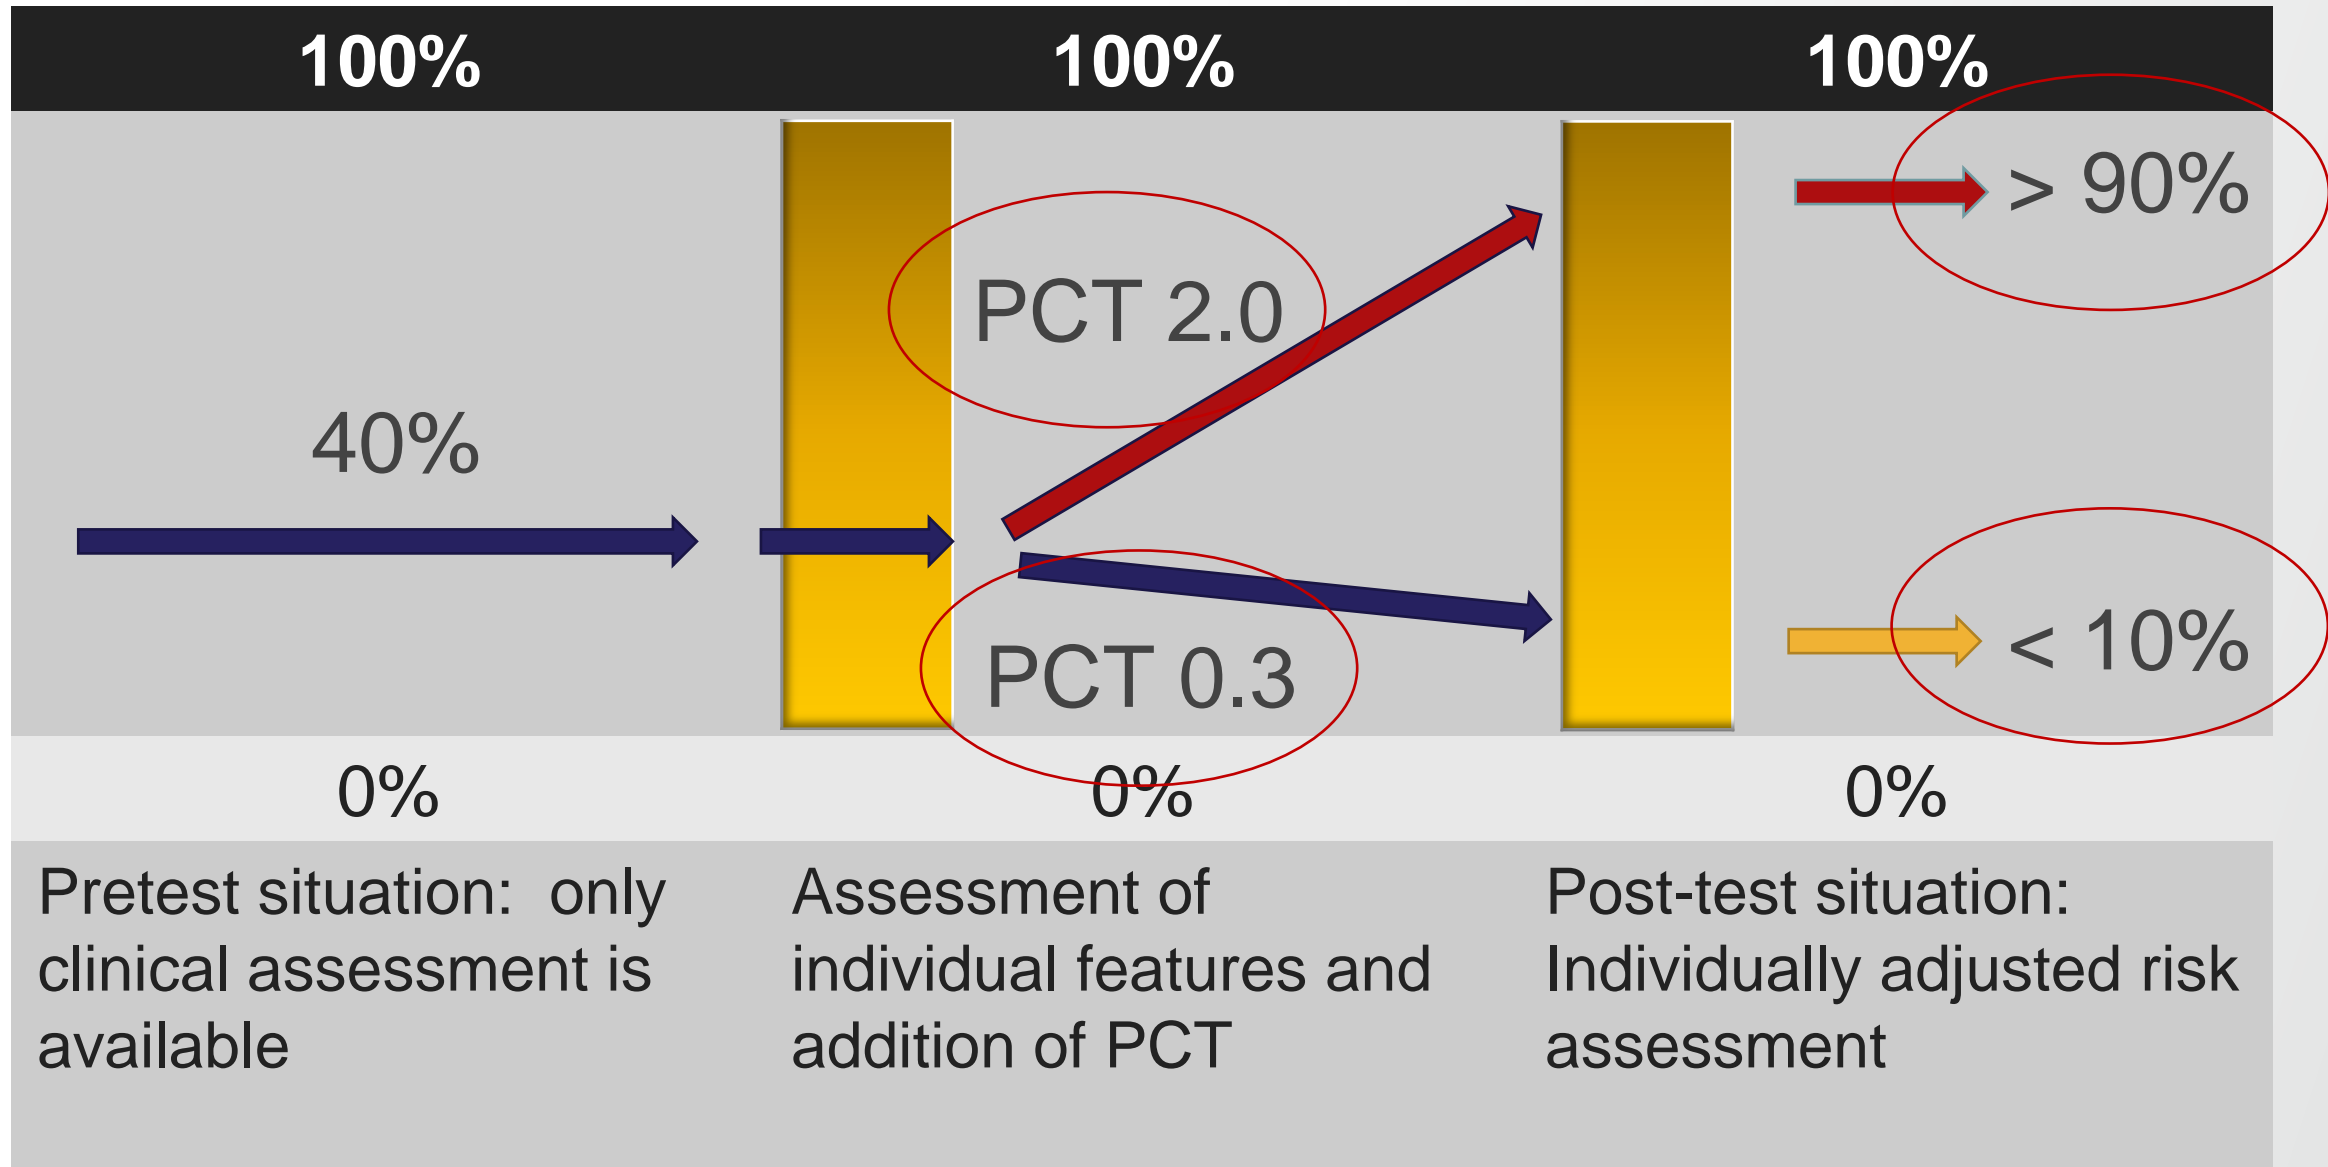 100% 100% 100%
> 90%
PCT 2.0
40%
< 10%
PCT 0.3
0% 0% 0%
Pretest situation:  only
clinical assessment is
available
Assessment of
individual features and
addition of PCT
Post-test situation:
Individually adjusted risk
assessment